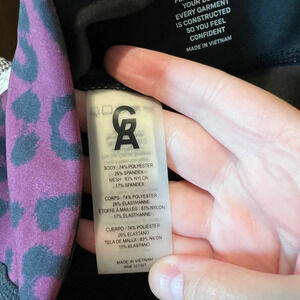 EVERY GARMENT
IS CONSTRUCTED
SO YOU FEEL
CONFIDENT
MADE IN VIETNAM
GA
BODY: 74% POLYESTER
26% SPANDEX
MESH: 83% NYLON
17% SPANDEX
CORPS: 74% POLYESTER
26% ELASTHANNE
ÉTOFFE À MAILLES: 83% NYLON
17% ELASTHANNE
CUERPO: 74% POLIÉSTER
26% ELASTANO
TELA DE MALLA: 83% NYLON
17% ELASTANO
MADE IN VIETNAM